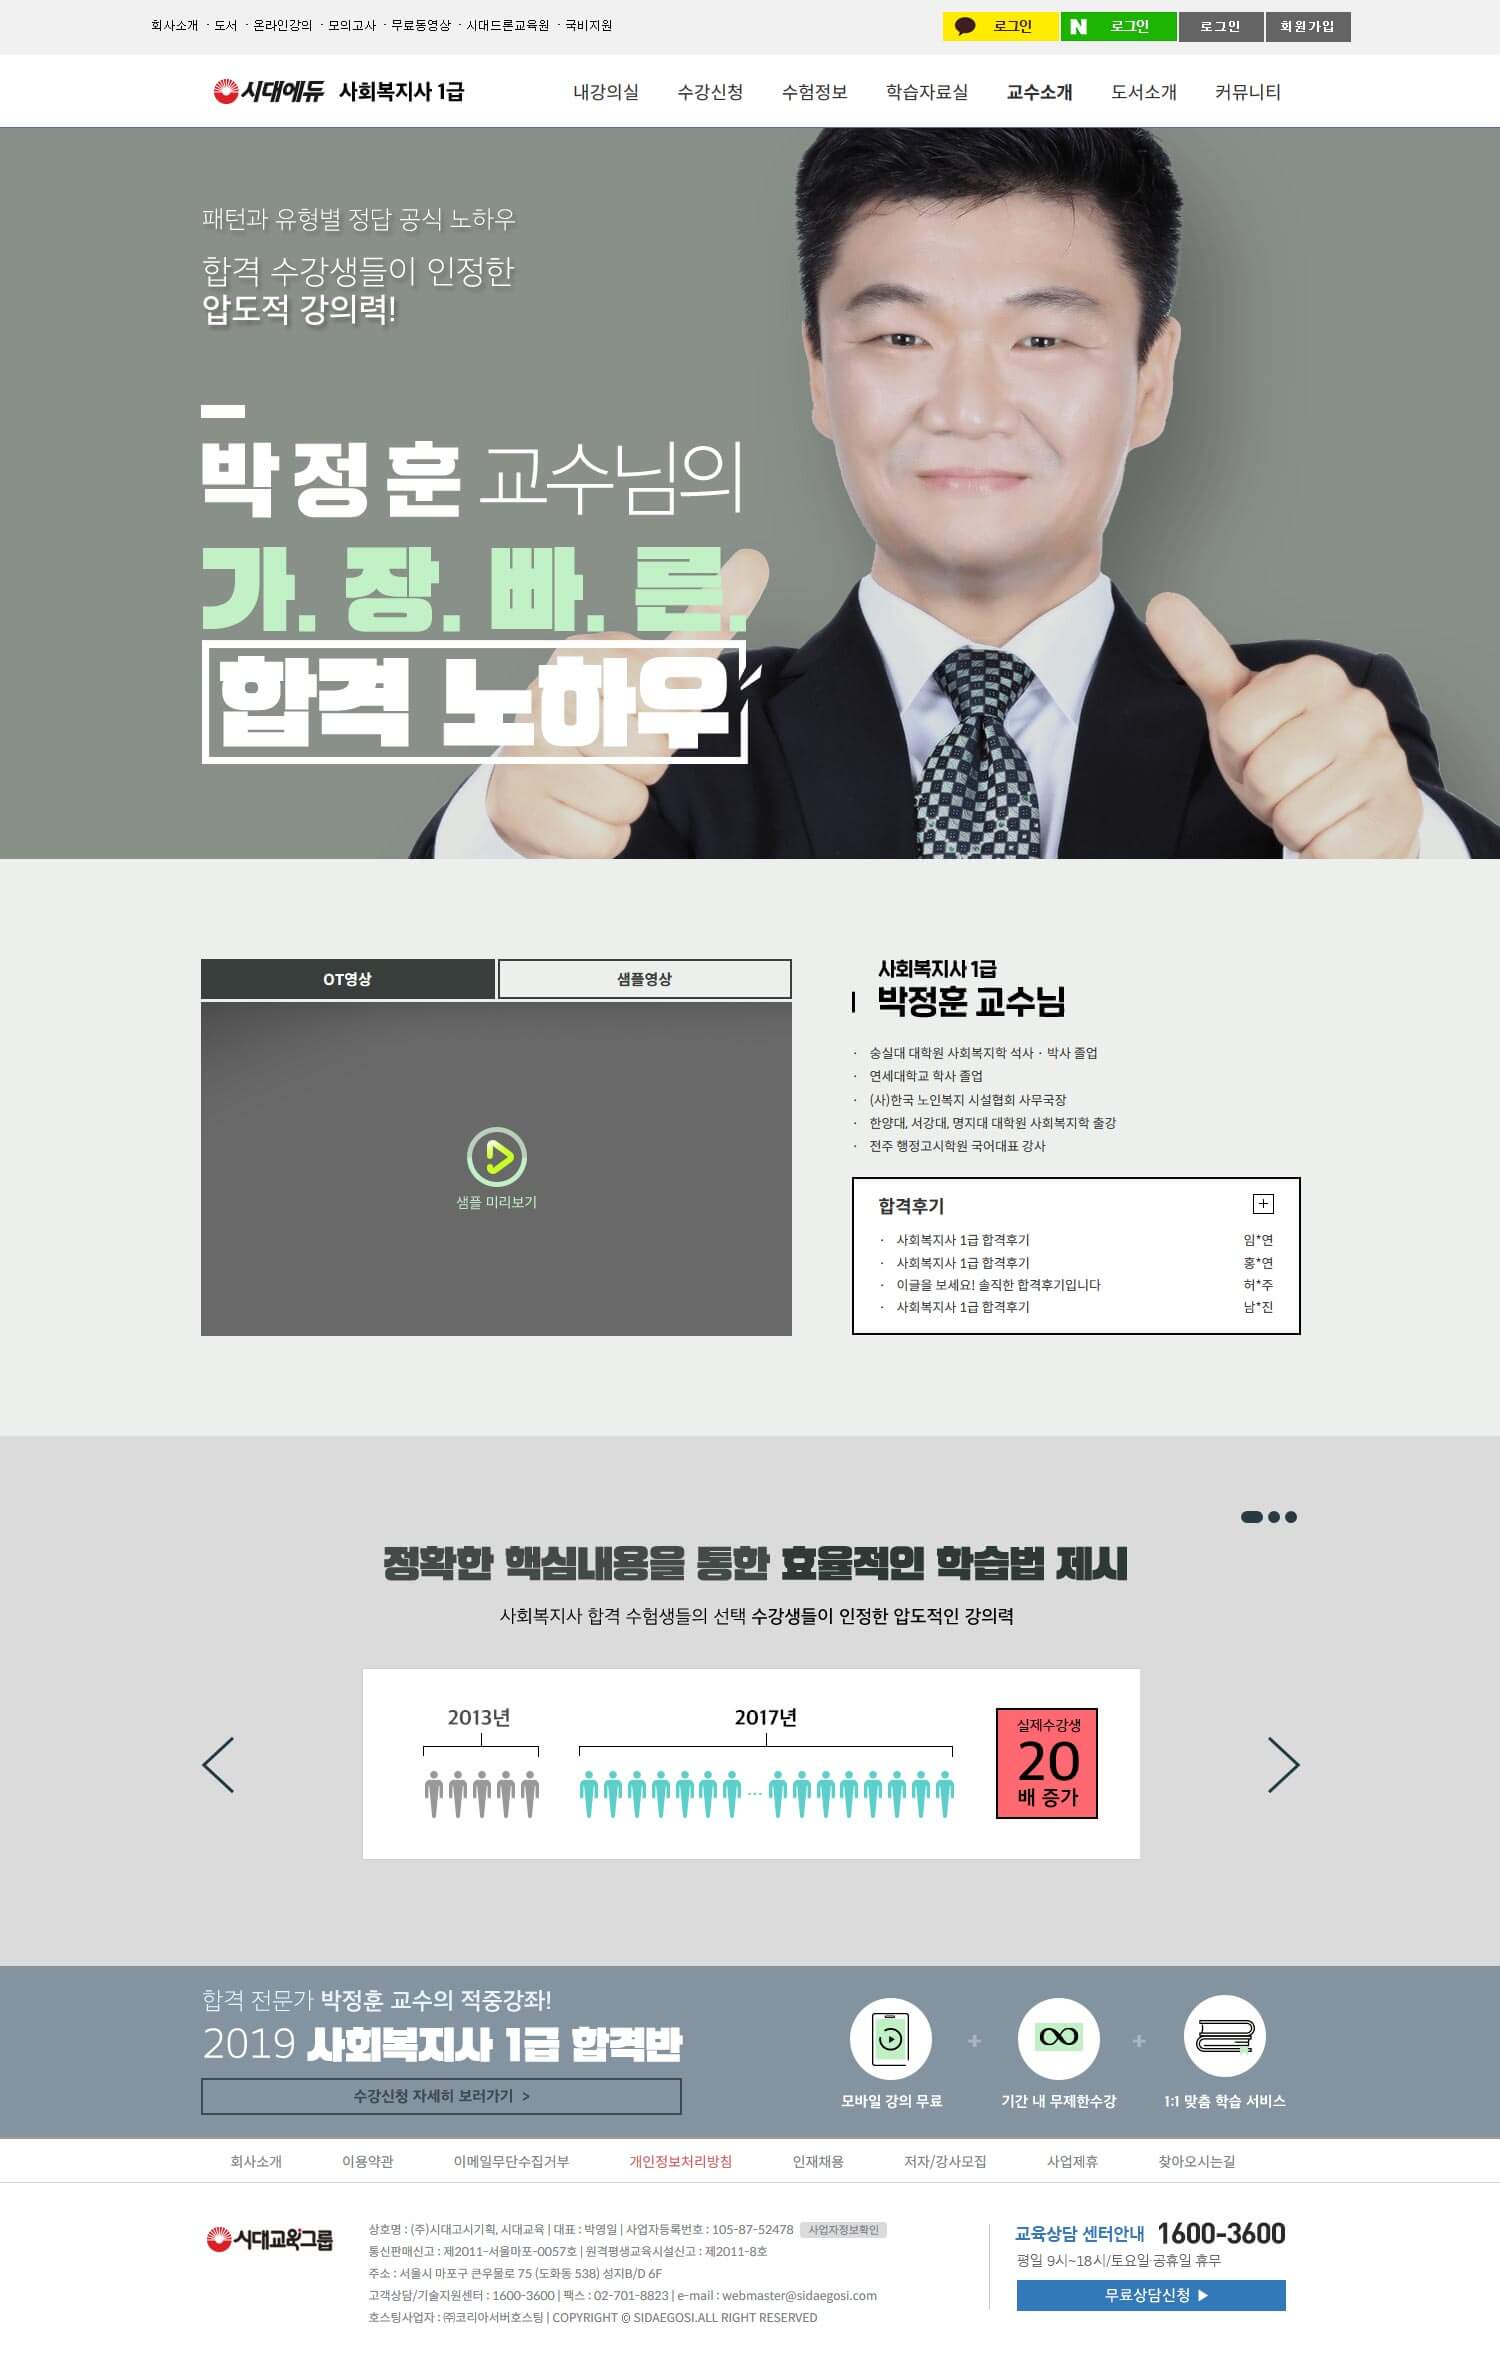 회사소개 · 도서 · 온라인강의 · 모의고사 · 무료동영상 · 시대드론교육원 · 국비지원
로그인 N 로그인 로그인 회원가입
시대에듀 사회복지사 1급
내강의실 수강신청 수험정보 학습자료실 교수소개 도서소개 커뮤니티
패턴과 유형별 정답 공식 노하우
합격 수강생들이 인정한
압도적 강의력!
박정훈 교수님의
가. 장. 빠. 른.
합격 노하우
OT영상 샘플영상
샘플 미리보기
사회복지사 1급
박정훈 교수님
· 숭실대 대학원 사회복지학 석사 · 박사 졸업
· 연세대학교 학사 졸업
· (사)한국 노인복지 시설협회 사무국장
· 한양대, 서강대, 명지대 대학원 사회복지학 출강
· 전주 행정고시학원 국어대표 강사
합격후기 +
· 사회복지사 1급 합격후기 임*연
· 사회복지사 1급 합격후기 홍*연
· 이글을 보세요! 솔직한 합격후기입니다 허*주
· 사회복지사 1급 합격후기 남*진
정확한 핵심내용을 통한 효율적인 학습법 제시
사회복지사 합격 수험생들의 선택 수강생들이 인정한 압도적인 강의력
2013년 2017년
...
실제수강생
20
배 증가
합격 전문가 박정훈 교수의 적중강좌!
2019 사회복지사 1급 합격반
수강신청 자세히 보러가기 >
모바일 강의 무료 + 기간 내 무제한수강 + 1:1 맞춤 학습 서비스
회사소개 이용약관 이메일무단수집거부 개인정보처리방침 인재채용 저자/강사모집 사업제휴 찾아오시는길
시대교육그룹
상호명 : (주)시대고시기획, 시대교육 | 대표 : 박영일 | 사업자등록번호 : 105-87-52478 사업자정보확인
통신판매신고 : 제2011-서울마포-0057호 | 원격평생교육시설신고 : 제2011-8호
주소 : 서울시 마포구 큰우물로 75 (도화동 538) 성지B/D 6F
고객상담/기술지원센터 : 1600-3600 | 팩스 : 02-701-8823 | e-mail : webmaster@sidaegosi.com
호스팅사업자 : ㈜코리아서버호스팅 | COPYRIGHT © SIDAEGOSI.ALL RIGHT RESERVED
교육상담 센터안내 1600-3600
평일 9시~18시/토요일·공휴일 휴무
무료상담신청 ▶